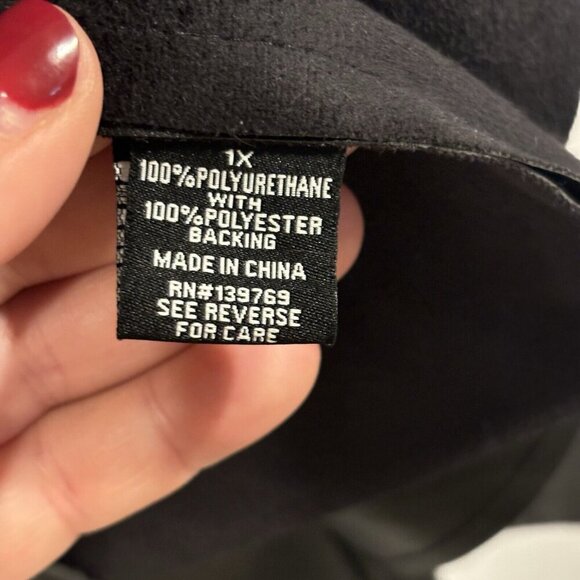 1X
100%POLYURETHANE
WITH
100%POLYESTER
BACKING
MADE IN CHINA
RN#139769
SEE REVERSE
FOR CARE